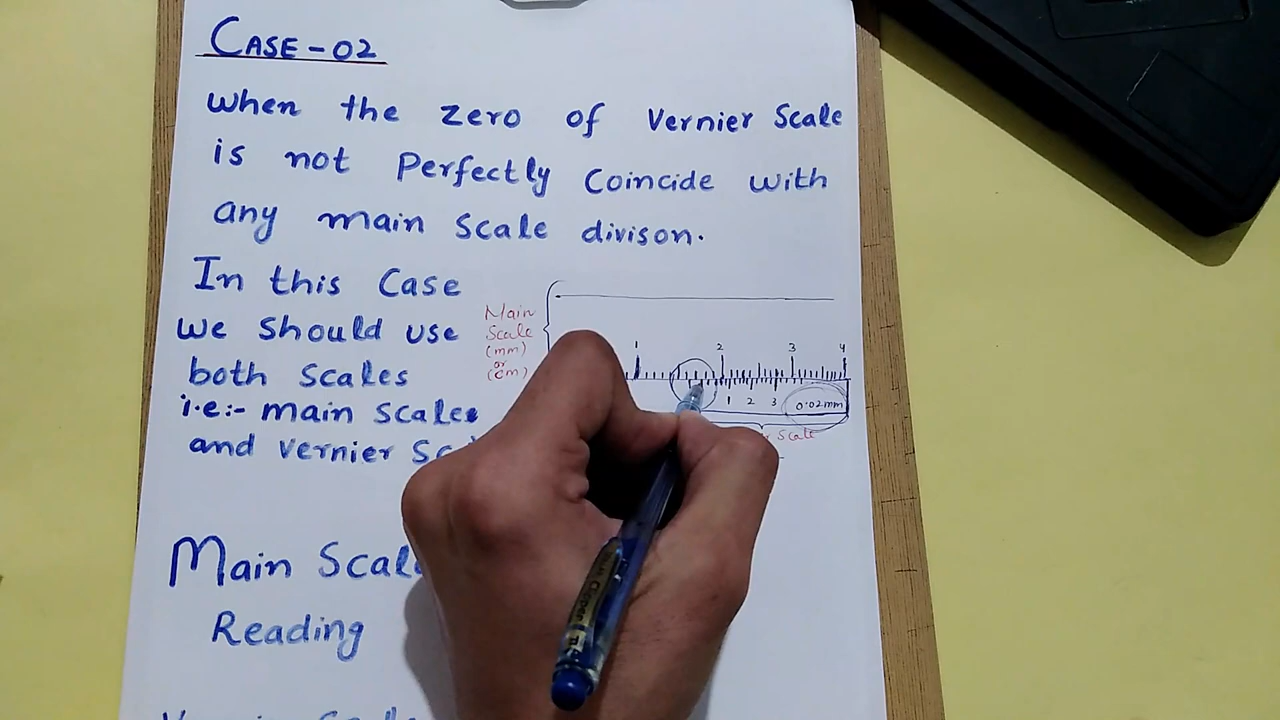 CASE-02
When the zero of Vernier Scale
is not Perfectly Coincide with
any main Scale divison.
In this Case
we should use
both Scales
i.e:- main Scales
and Vernier
Main
Scale
(mm)
or
(cm)
1 2 3 4
1 2 3 0.02mm
Scale
Main Scale
Reading